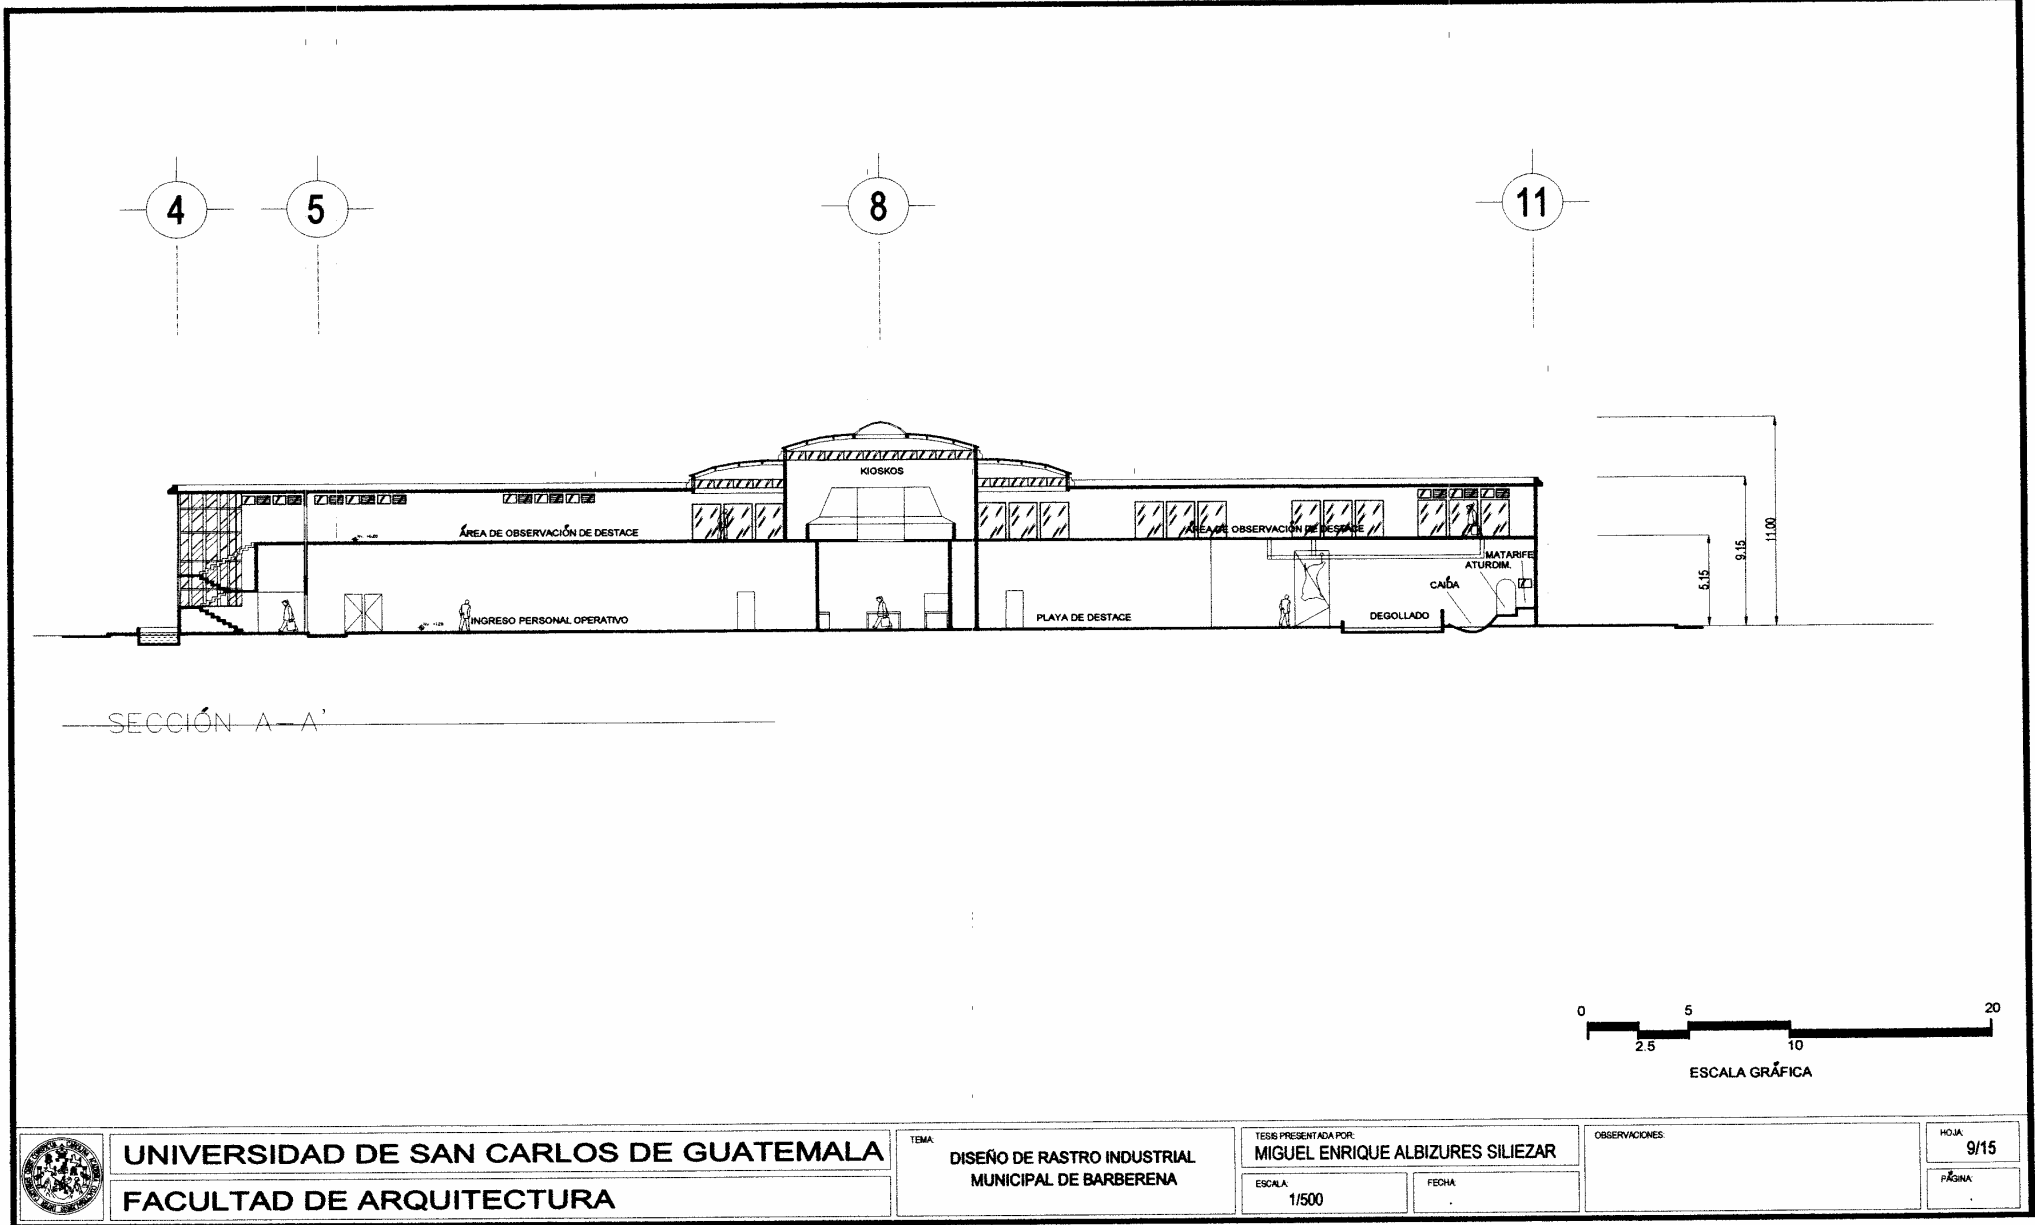 4
5
8
11
KIOSKOS
ÁREA DE OBSERVACIÓN DE DESTACE
ÁREA DE OBSERVACIÓN DE DESTACE
MATARIFE
ATURDIM.
CAÍDA
DEGOLLADO
PLAYA DE DESTACE
INGRESO PERSONAL OPERATIVO
5.15
9.15
11.00
SECCIÓN A-A'
0 5 20
2.5 10
ESCALA GRÁFICA
UNIVERSIDAD DE SAN CARLOS DE GUATEMALA
FACULTAD DE ARQUITECTURA
TEMA:
DISEÑO DE RASTRO INDUSTRIAL
MUNICIPAL DE BARBERENA
TESIS PRESENTADA POR:
MIGUEL ENRIQUE ALBIZURES SILIEZAR
ESCALA:
1/500
FECHA:
OBSERVACIONES:
HOJA:
9/15
PÁGINA: